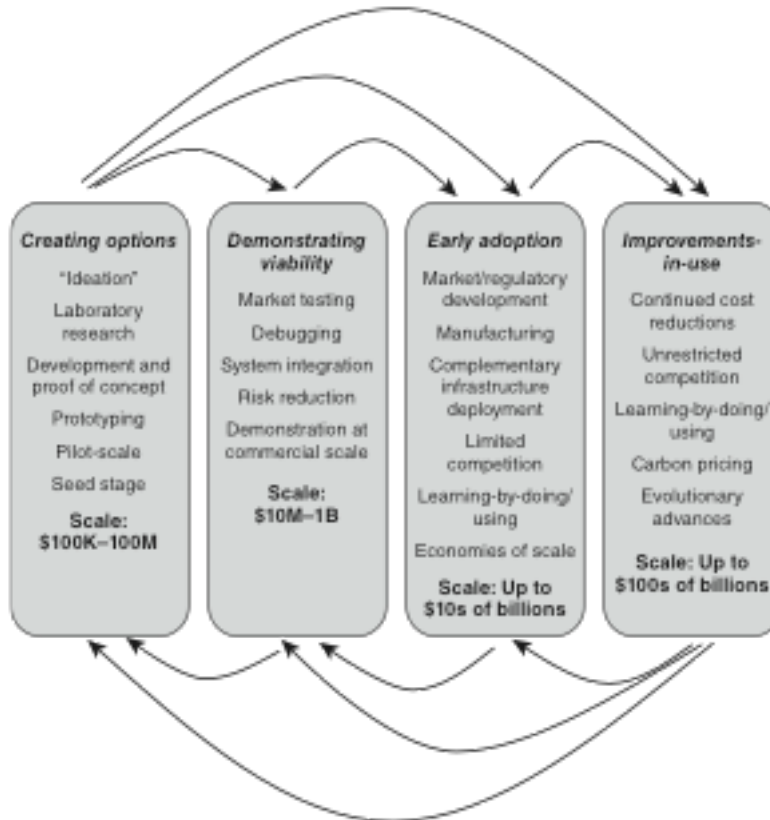 Creating options
"Ideation"
Laboratory
research
Development and
proof of concept
Prototyping
Pilot-scale
Seed stage
Scale:
$100K–100M
Demonstrating
viability
Market testing
Debugging
System integration
Risk reduction
Demonstration at
commercial scale
Scale:
$10M–1B
Early adoption
Market/regulatory
development
Manufacturing
Complementary
infrastructure
deployment
Limited
competition
Learning-by-doing/
using
Economies of scale
Scale: Up to
$10s of billions
Improvements-
in-use
Continued cost
reductions
Unrestricted
competition
Learning-by-doing/
using
Carbon pricing
Evolutionary
advances
Scale: Up to
$100s of billions